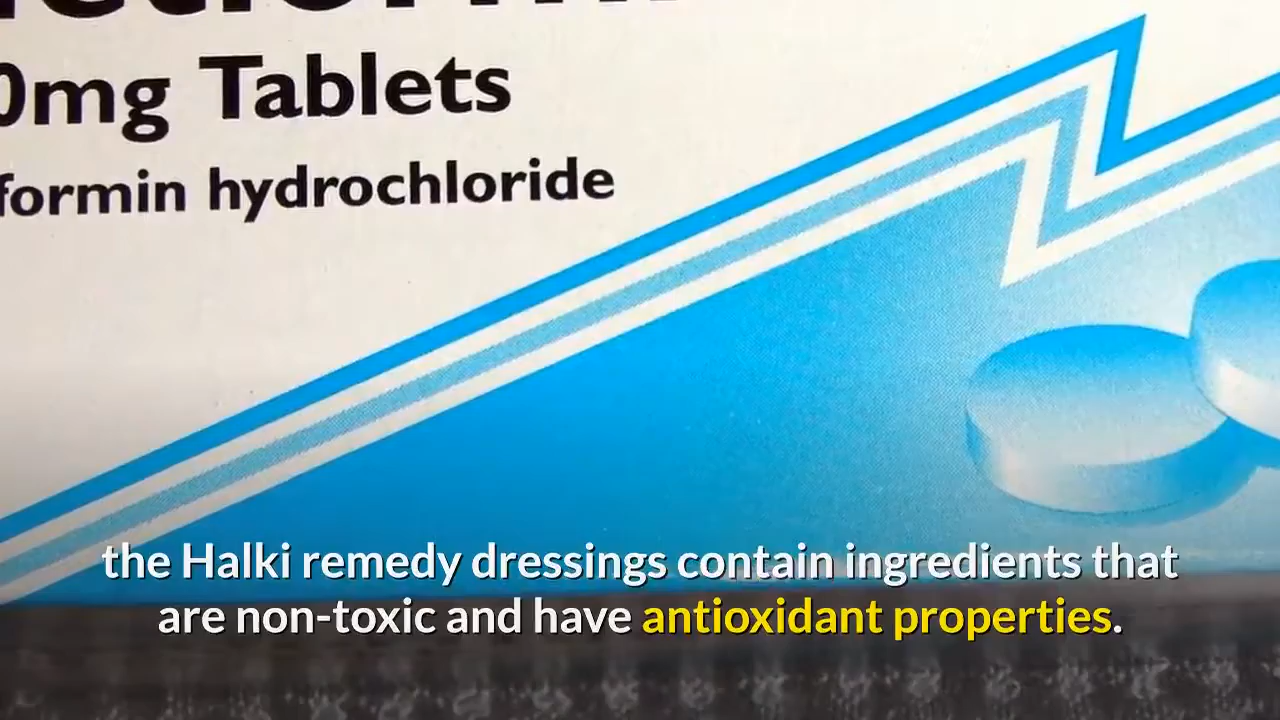 0mg Tablets
formin hydrochloride
the Halki remedy dressings contain ingredients that
are non-toxic and have antioxidant properties.